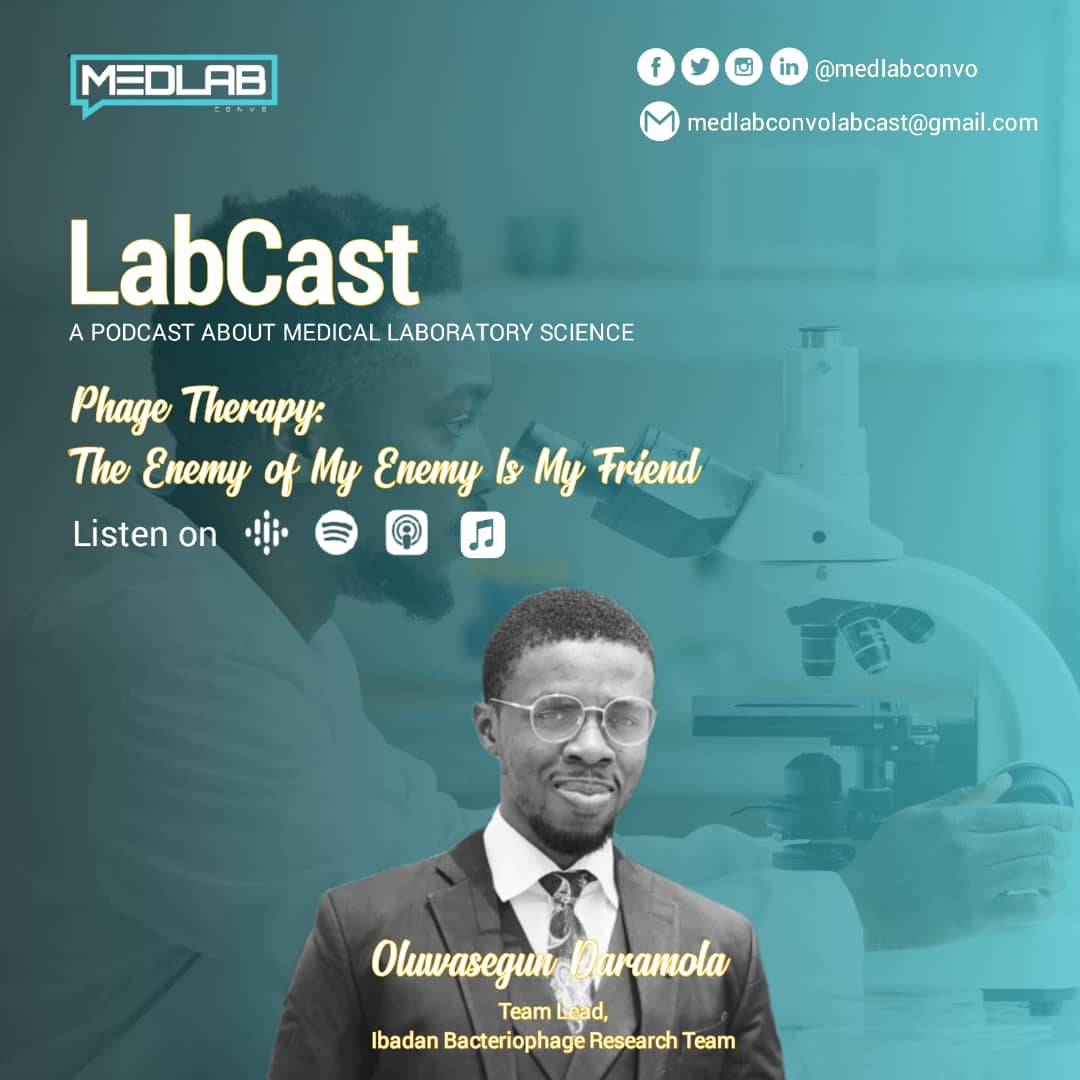 MEDLAB
CONVO
@medlabconvo
medlabconvolabcast@gmail.com
LabCast
A PODCAST ABOUT MEDICAL LABORATORY SCIENCE
Phage Therapy:
The Enemy of My Enemy Is My Friend
Listen on
Oluwasegun Daramola
Team Lead,
Ibadan Bacteriophage Research Team